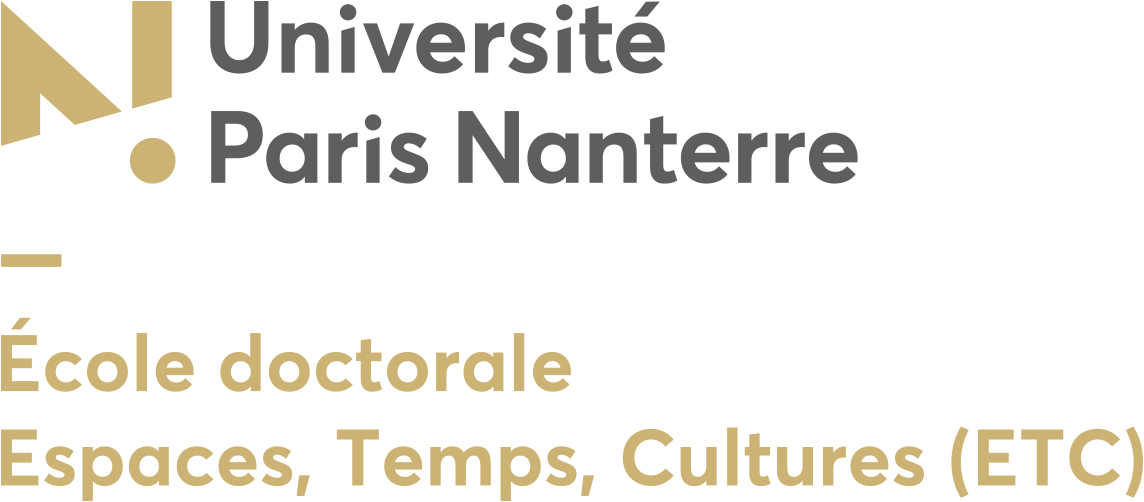 Université
Paris Nanterre
École doctorale
Espaces, Temps, Cultures (ETC)